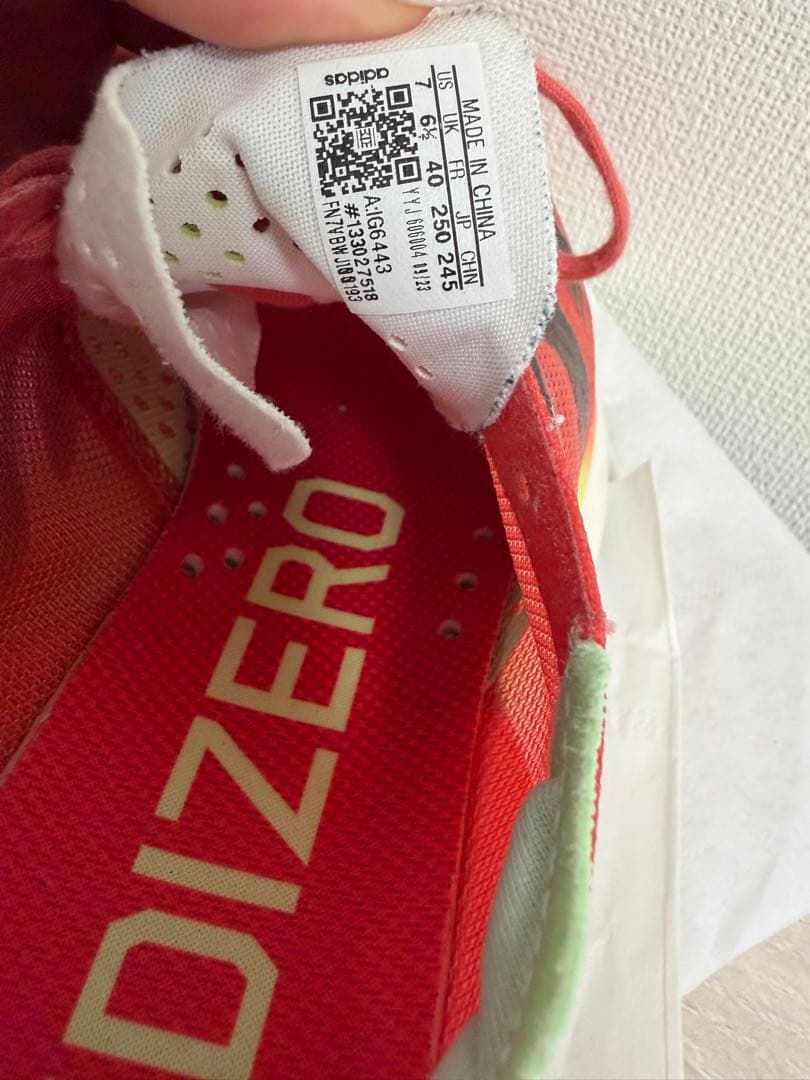 MADE IN CHINA
US UK FR JP CHN
7 6½ 40 250 245
YYJ 606004 11/23
adidas
A:IG6443
#133027518
DIZERO